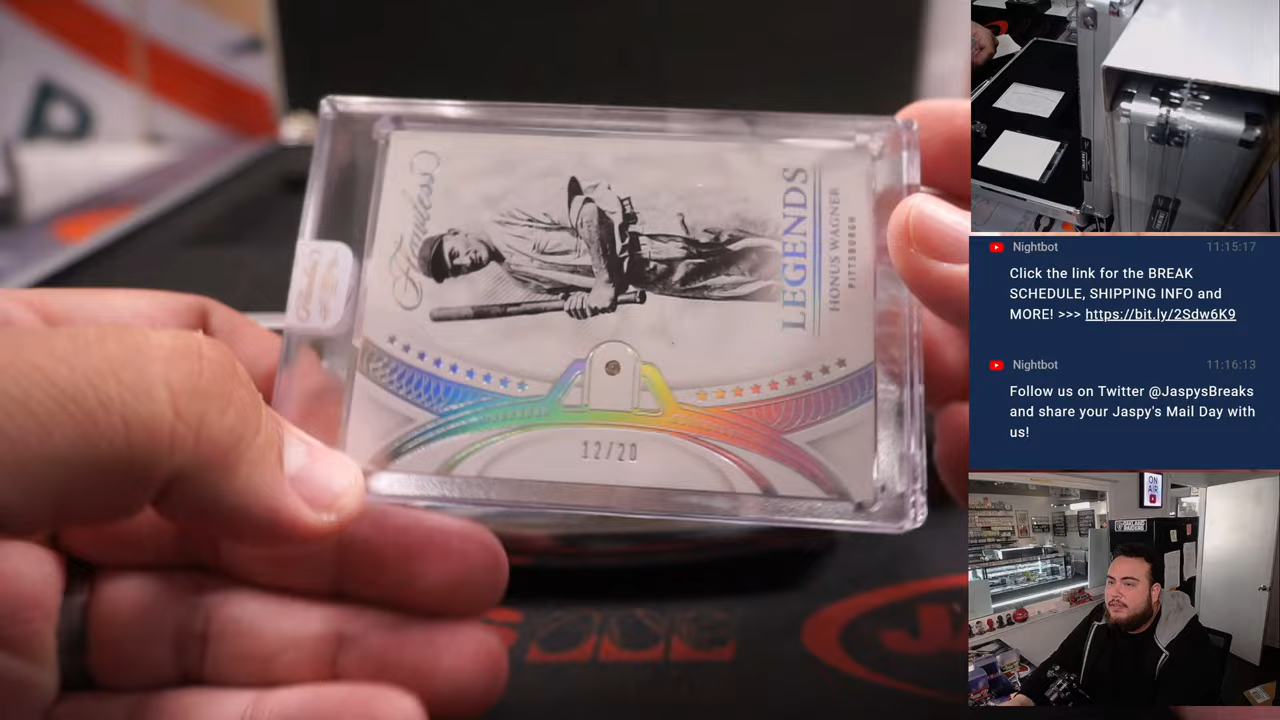 Flawless
LEGENDS
HONUS WAGNER
PITTSBURGH
12/20
Nightbot
11:15:17
Click the link for the BREAK
SCHEDULE, SHIPPING INFO and
MORE! >>> https://bit.ly/2Sdw6K9
Nightbot
11:16:13
Follow us on Twitter @JaspysBreaks
and share your Jaspy's Mail Day with
us!
ON
AIR